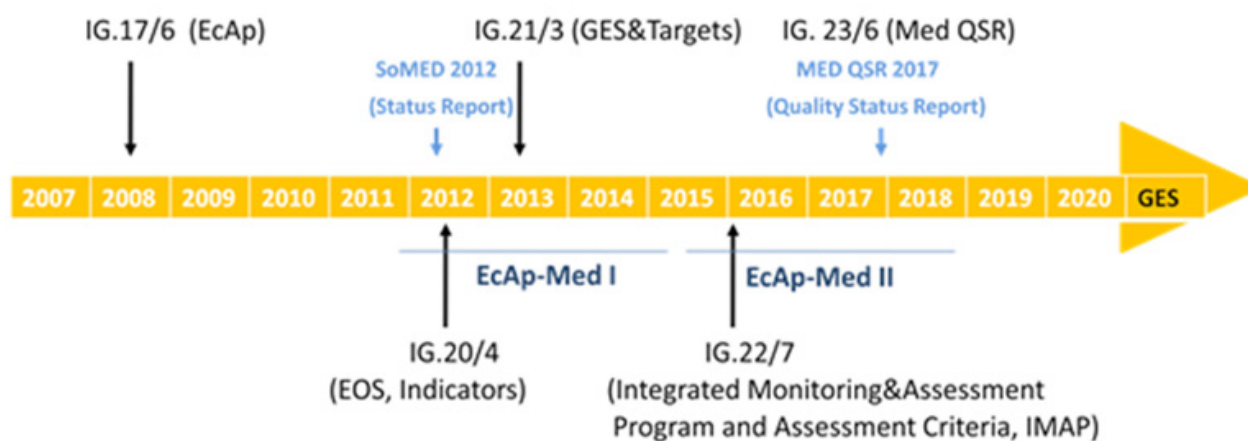 IG.17/6 (EcAp)
IG.21/3 (GES&Targets)
IG. 23/6 (Med QSR)
SoMED 2012
(Status Report)
MED QSR 2017
(Quality Status Report)
2007 2008 2009 2010 2011 2012 2013 2014 2015 2016 2017 2018 2019 2020 GES
EcAp-Med I
EcAp-Med II
IG.20/4
(EOS, Indicators)
IG.22/7
(Integrated Monitoring&Assessment
Program and Assessment Criteria, IMAP)